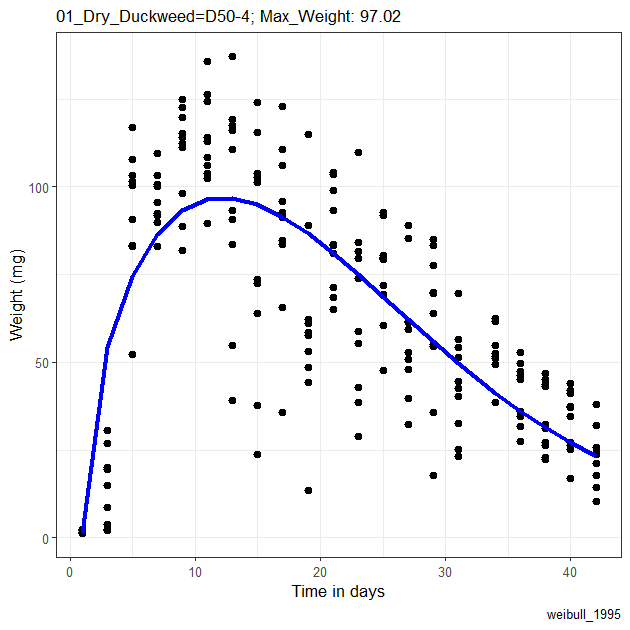 01_Dry_Duckweed=D50-4; Max_Weight: 97.02
Weight (mg)
100
50
0
0 10 20 30 40
Time in days
weibull_1995